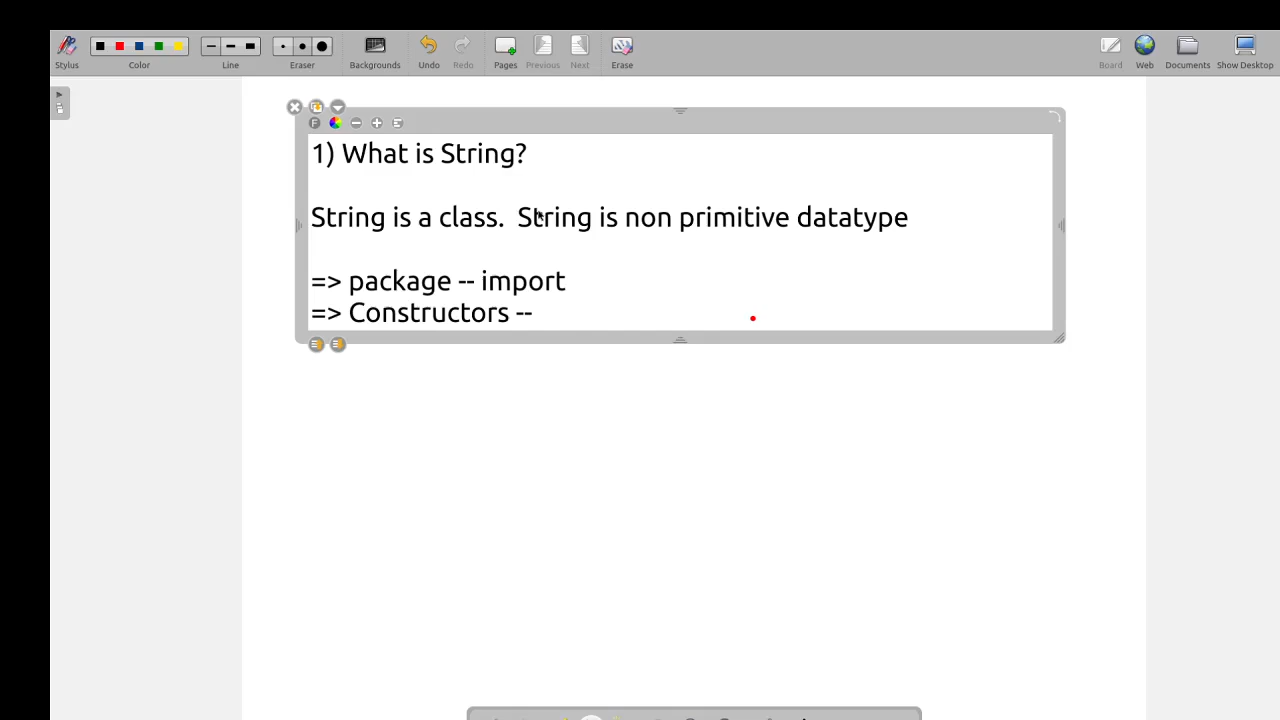 Stylus
Color
Line
Eraser
Backgrounds
Undo
Redo
Pages
Previous
Next
Erase
Board
Web
Documents
Show Desktop
F
1) What is String?
String is a class.  String is non primitive datatype
=> package -- import
=> Constructors --